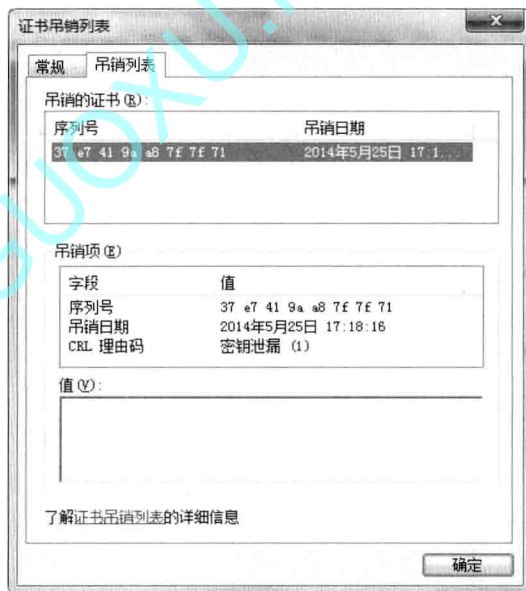 证书吊销列表
常规 吊销列表
吊销的证书(R):
序列号 吊销日期
37 e7 41 9a a8 7f 7f 71 2014年5月25日 17:1...
吊销项(E)
字段 值
序列号 37 e7 41 9a a8 7f 7f 71
吊销日期 2014年5月25日 17:18:16
CRL 理由码 密钥泄漏 (1)
值(V):
了解证书吊销列表的详细信息
确定
GUOXU.